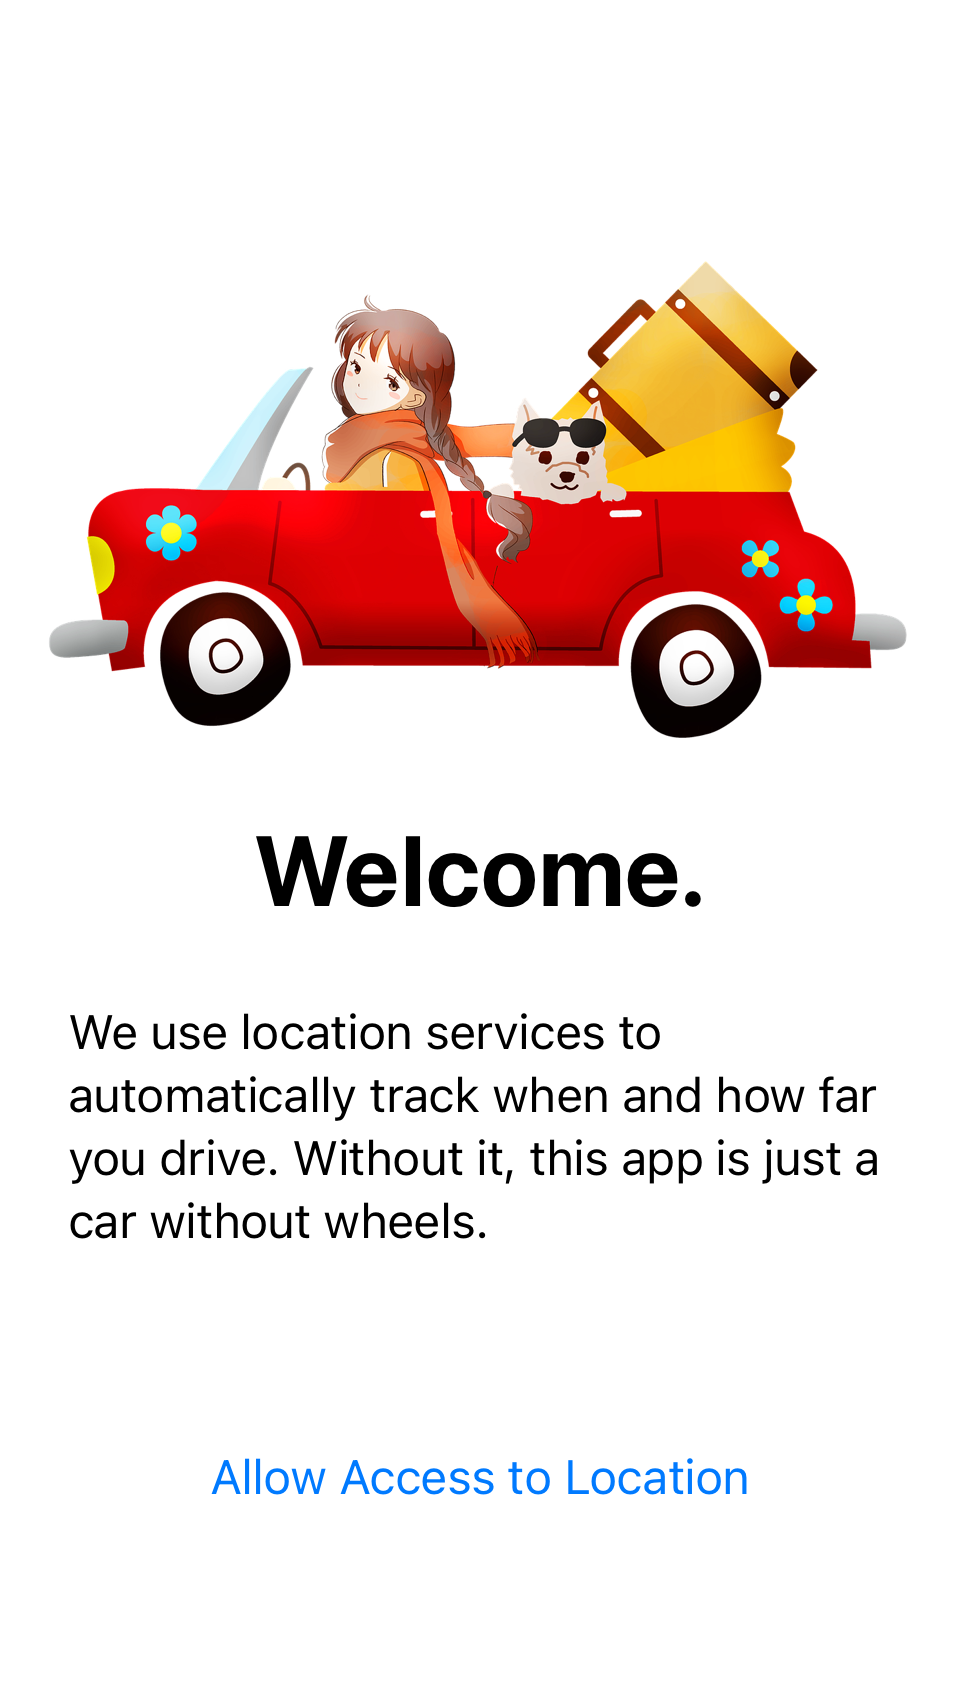 Welcome.
We use location services to
automatically track when and how far
you drive. Without it, this app is just a
car without wheels.
Allow Access to Location